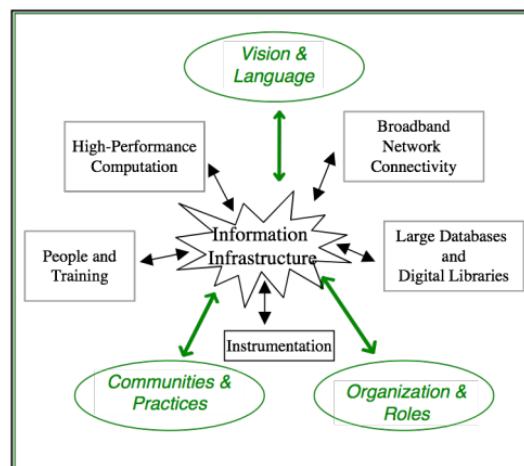 Vision &
Language
High-Performance
Computation
Broadband
Network
Connectivity
Information
Infrastructure
People and
Training
Large Databases
and
Digital Libraries
Instrumentation
Communities &
Practices
Organization &
Roles